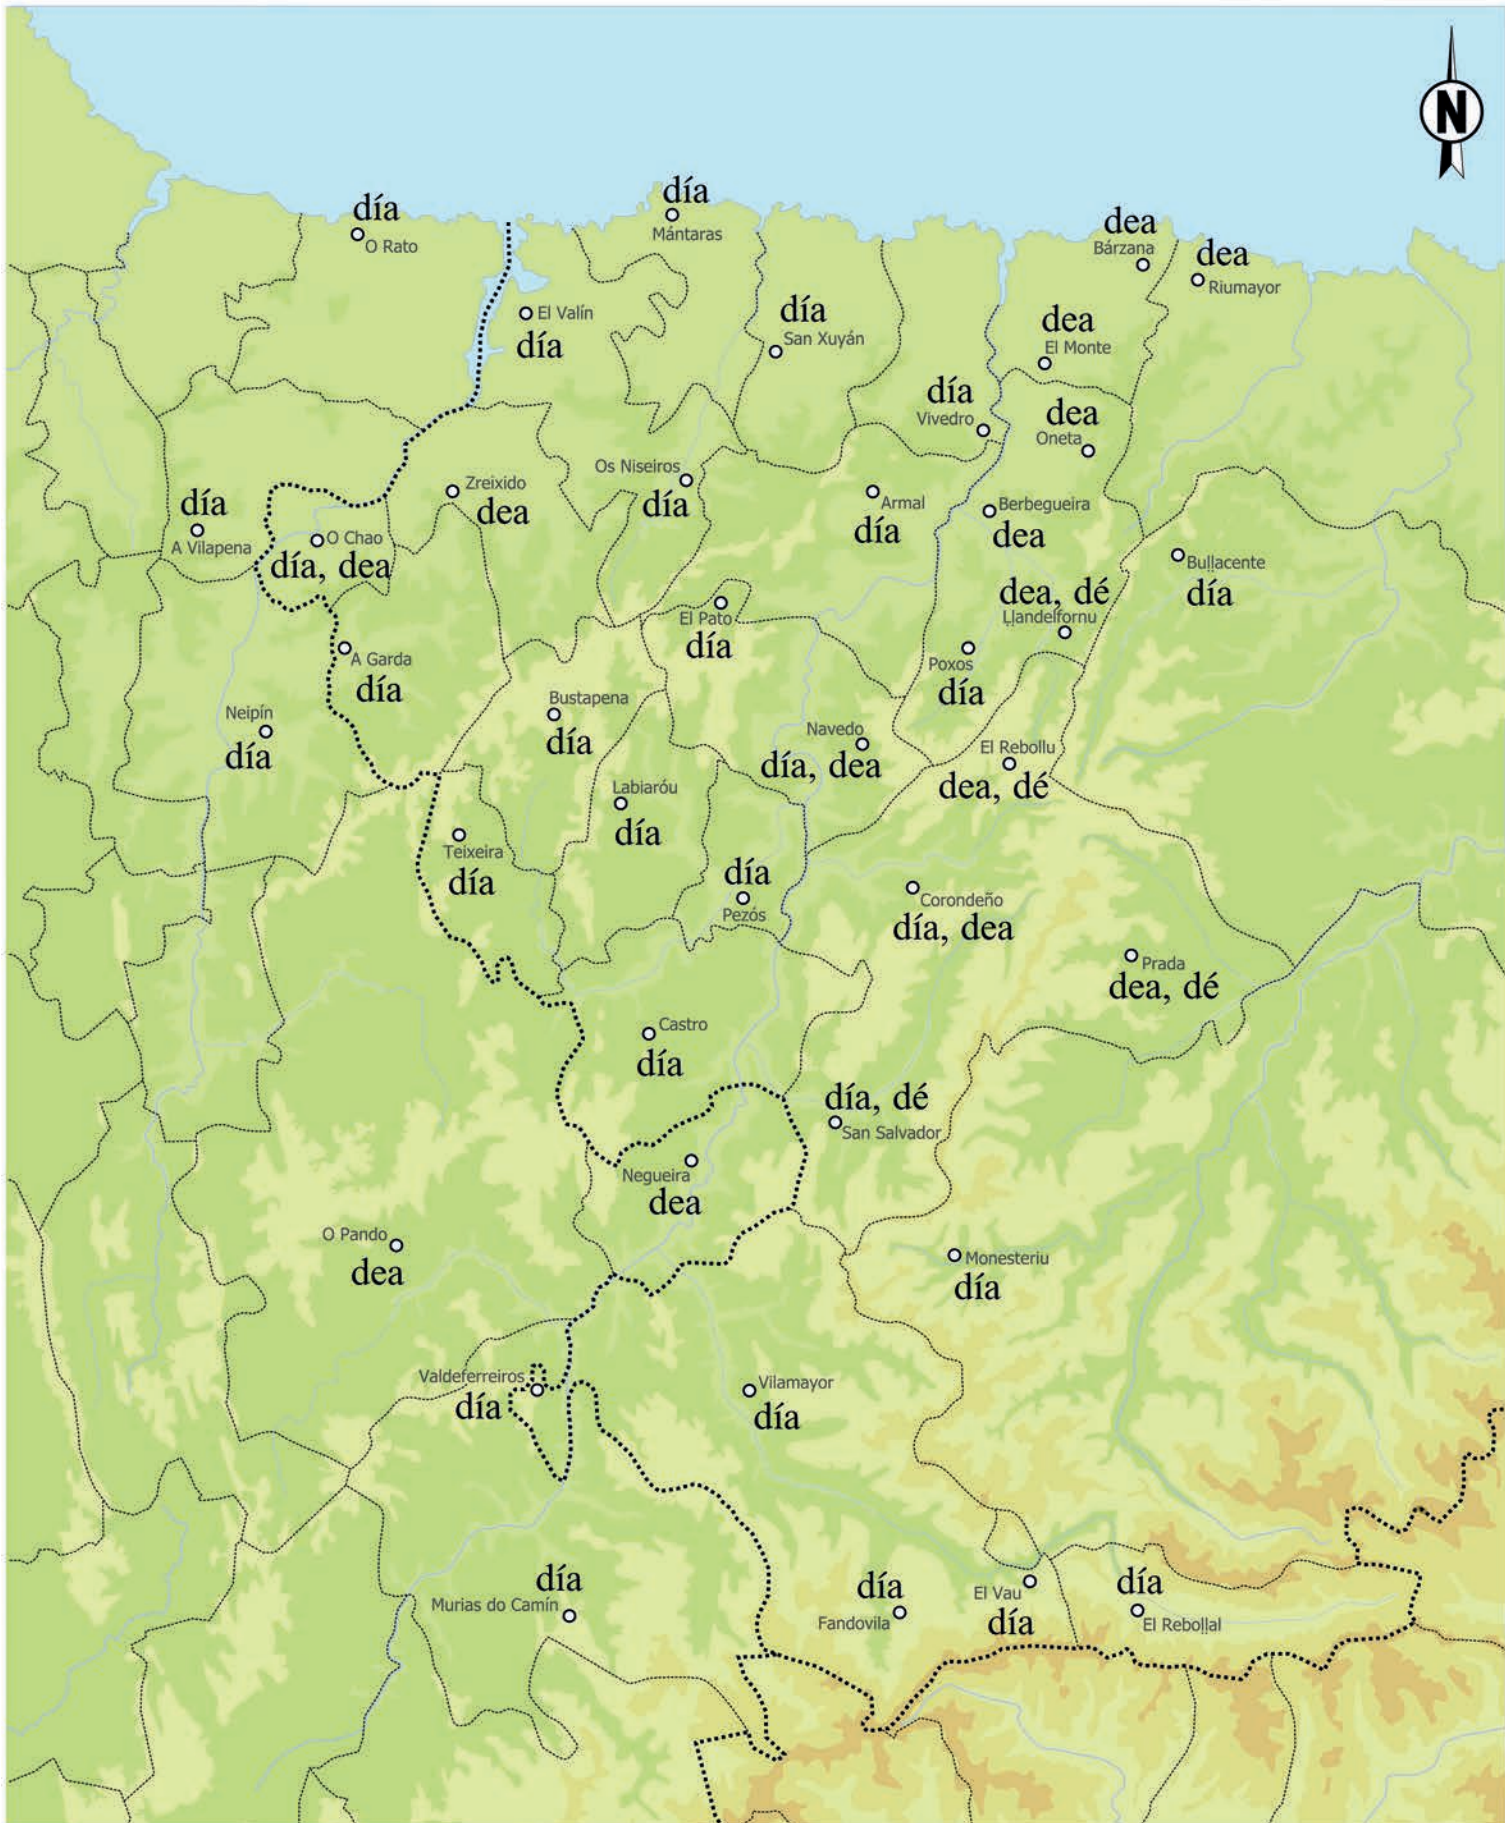 N
día
O Rato
día
Mántaras
dea
Bárzana
dea
Riumayor
El Valín
día
día
San Xuyán
dea
El Monte
día
Vivedro
dea
Oneta
Os Niseiros
día
Zreixido
dea
Armal
día
Berbegueira
dea
día
A Vilapena
O Chao
día, dea
Buḷḷacente
día
dea, dé
Ḷḷandelfornu
El Pato
día
A Garda
día
Poxos
día
Bustapena
día
Neipín
día
Navedo
día, dea
El Rebollu
dea, dé
Labiaróu
día
Teixeira
día
día
Pezós
Corondeño
día, dea
Prada
dea, dé
Castro
día
día, dé
San Salvador
Negueira
dea
O Pando
dea
Monesteriu
día
Valdeferreiros
día
Vilamayor
día
día
Murias do Camín
día
Fandovila
El Vau
día
día
El Reboḷḷal